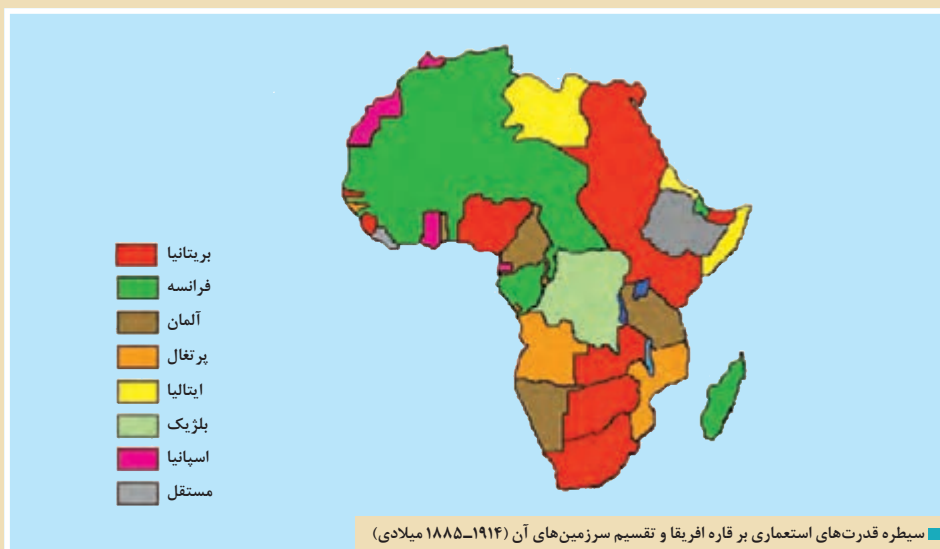 بریتانیا
فرانسه
آلمان
پرتغال
ایتالیا
بلژیک
اسپانیا
مستقل
سیطره قدرت‌های استعماری بر قاره افریقا و تقسیم سرزمین‌های آن (۱۹۱۴ـ۱۸۸۵ میلادی)